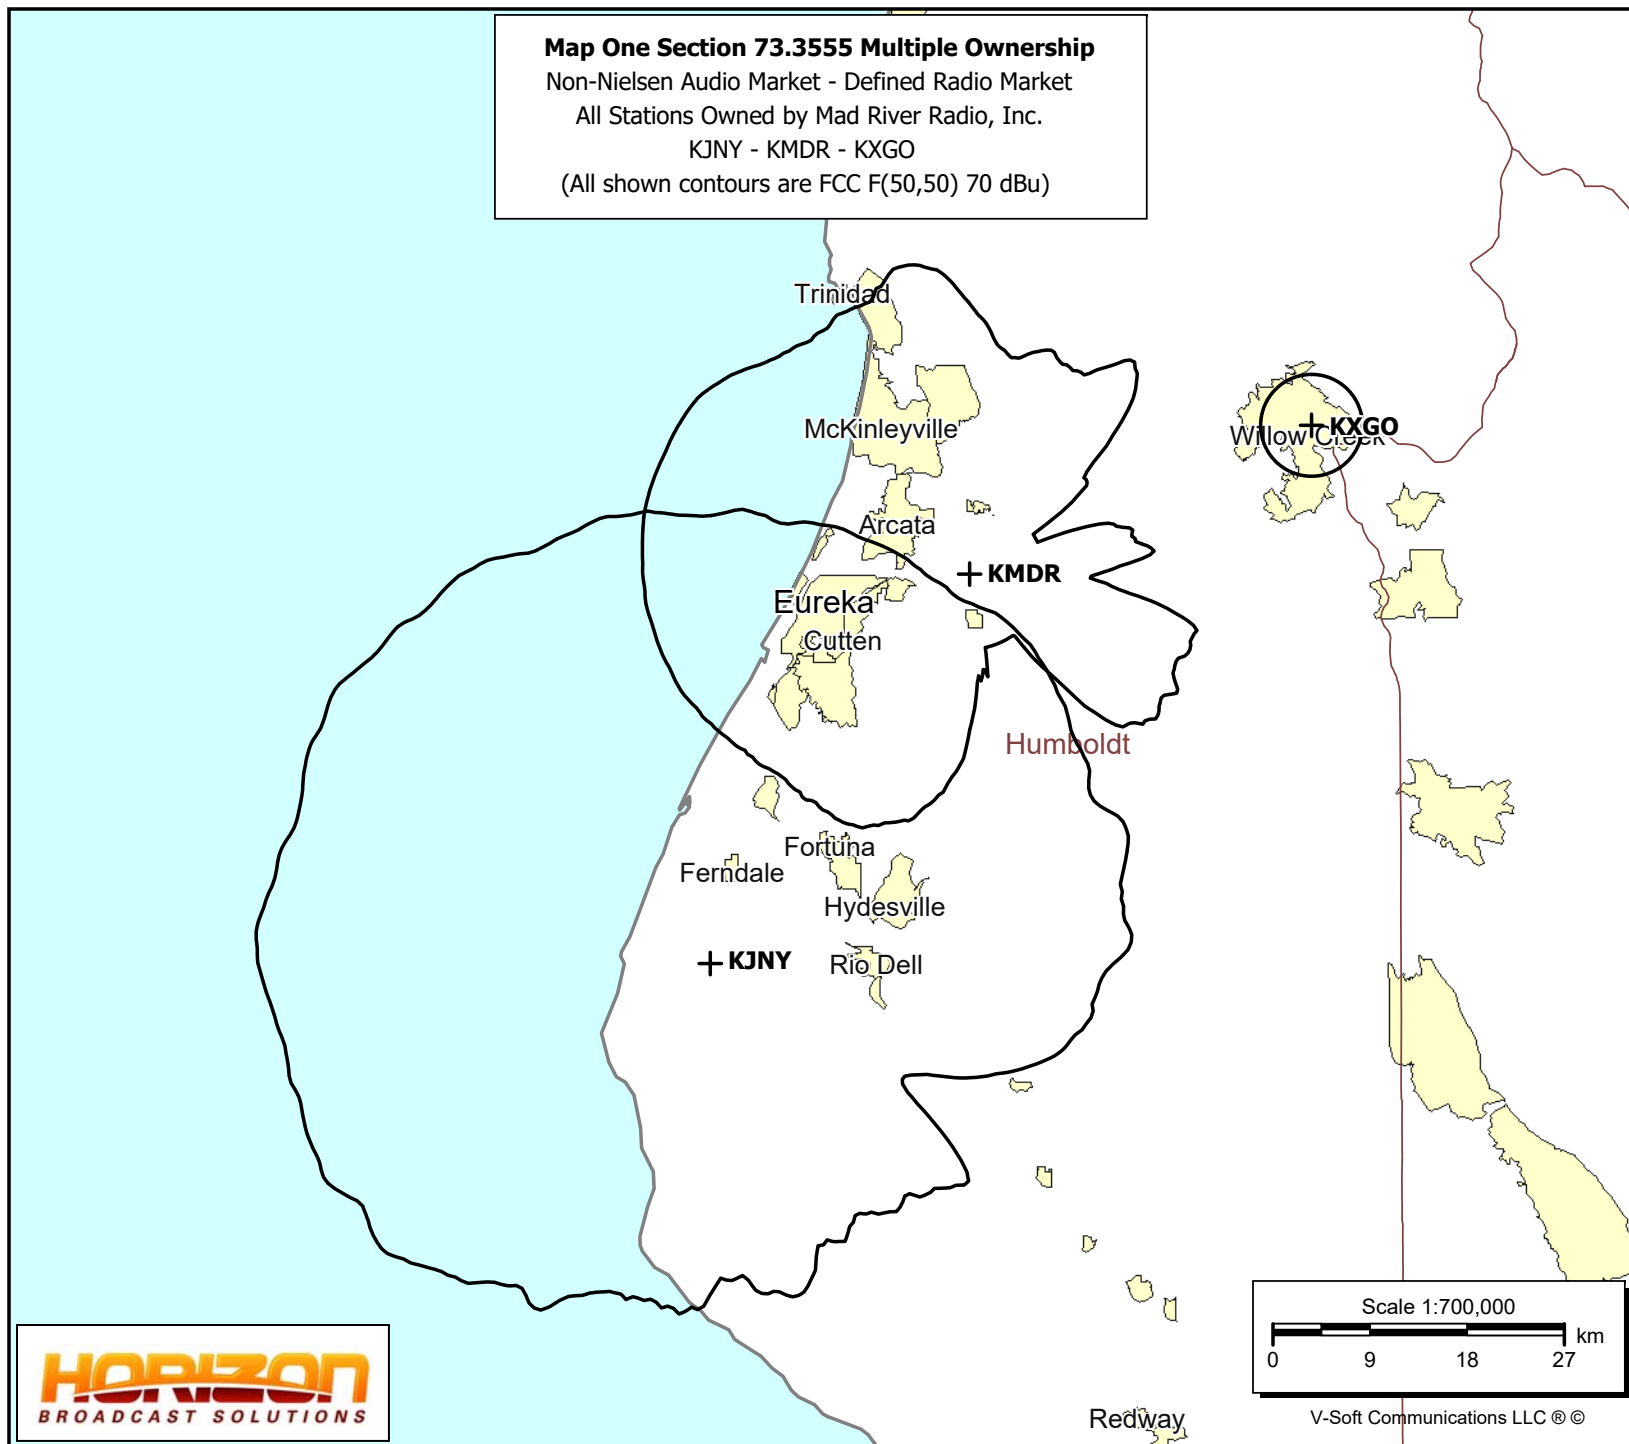 Map One Section 73.3555 Multiple Ownership
Non-Nielsen Audio Market - Defined Radio Market
All Stations Owned by Mad River Radio, Inc.
KJNY - KMDR - KXGO
(All shown contours are FCC F(50,50) 70 dBu)
Trinidad
McKinleyville
Willow Creek
KXGO
Arcata
KMDR
Eureka
Cutten
Humboldt
Fortuna
Ferndale
Hydesville
KJNY
Rio Dell
Scale 1:700,000
km
0 9 18 27
HORIZON
BROADCAST SOLUTIONS
Redway
V-Soft Communications LLC ® ©